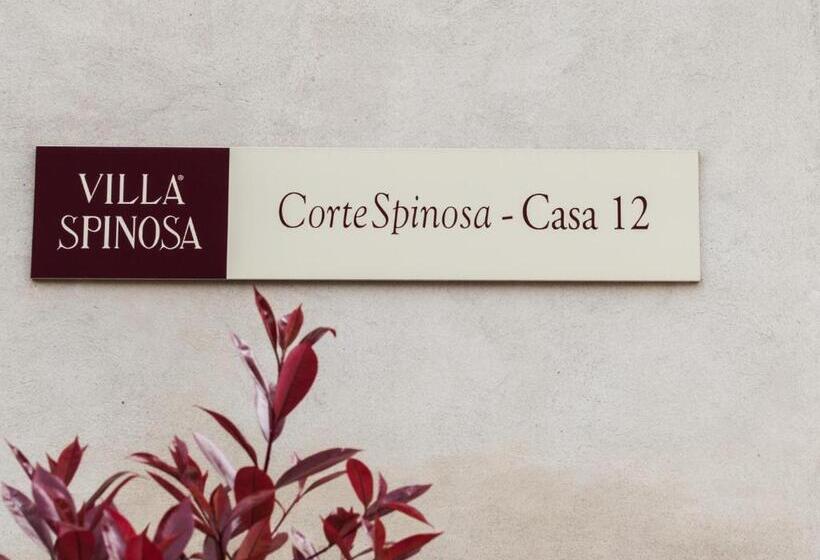 VILLA®
SPINOSA
CorteSpinosa - Casa 12